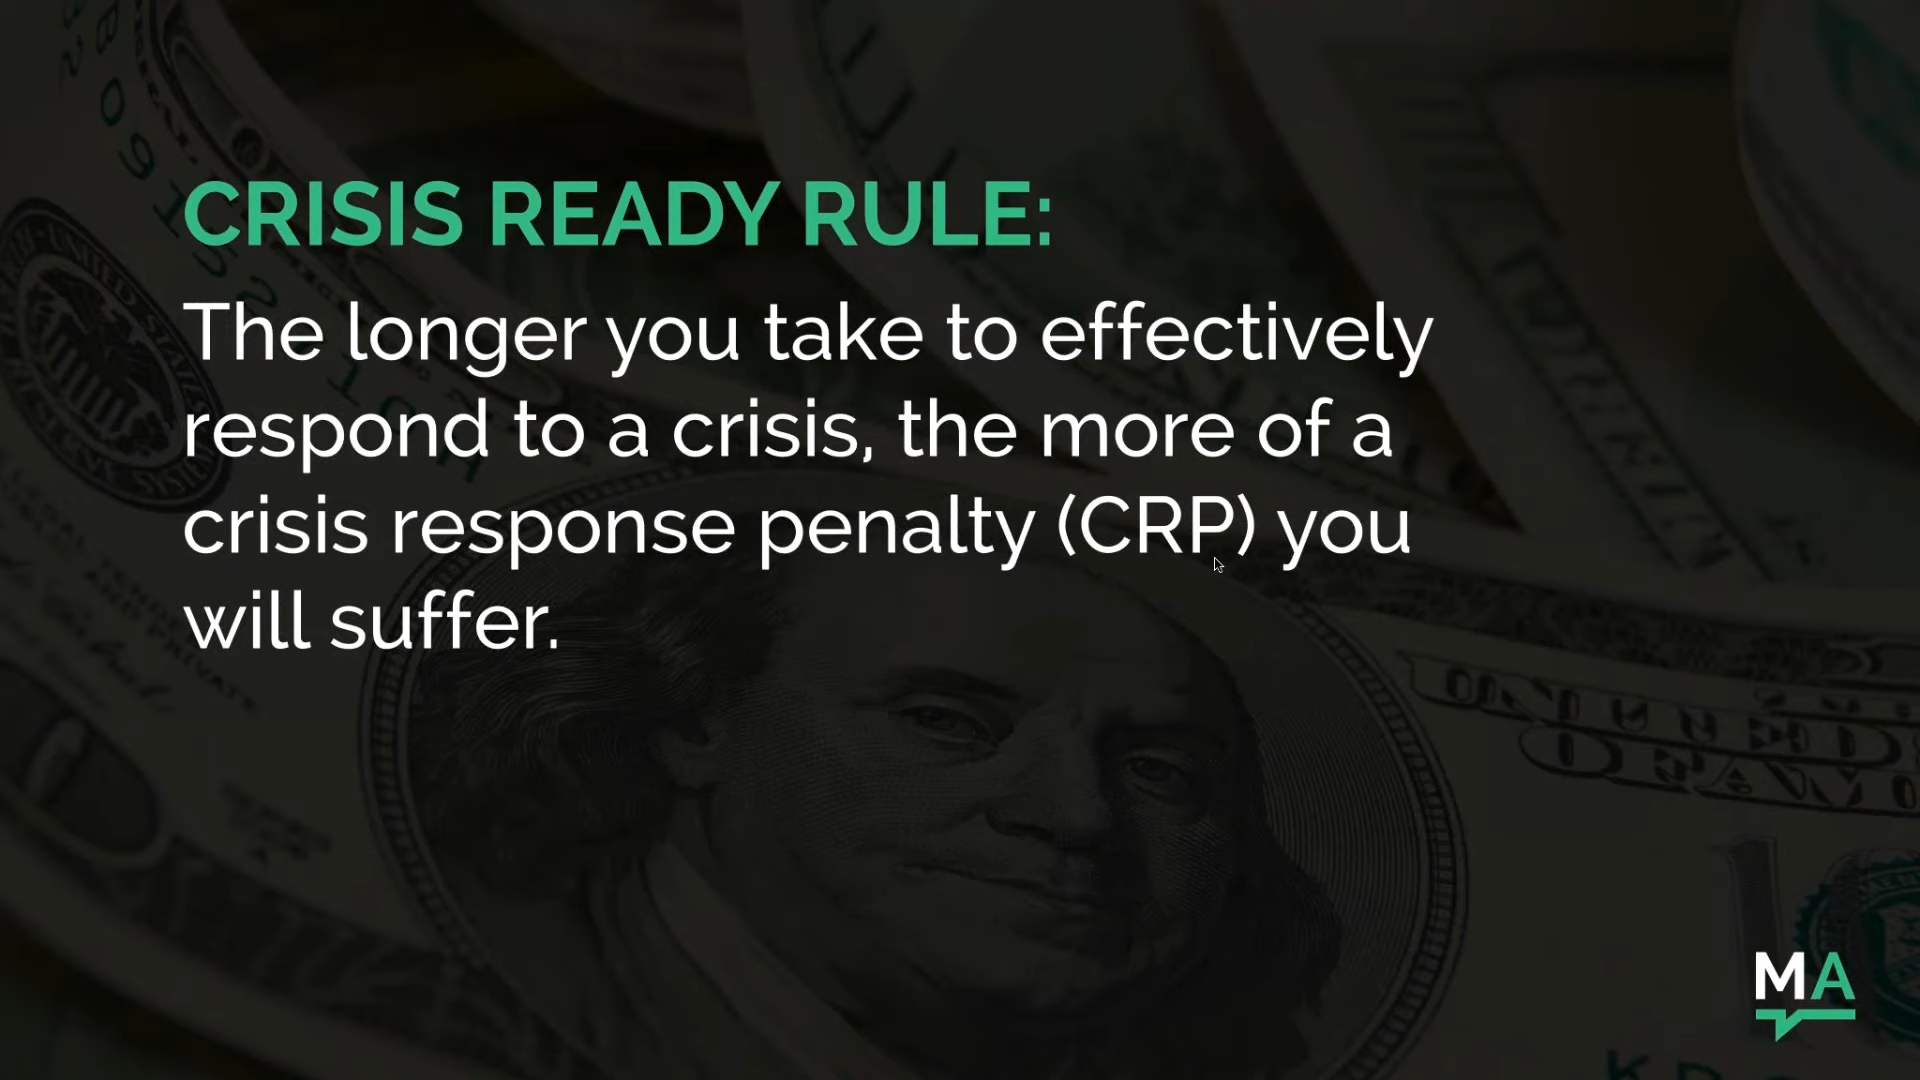 CRISIS READY RULE:
The longer you take to effectively
respond to a crisis, the more of a
crisis response penalty (CRP) you
will suffer.
MA